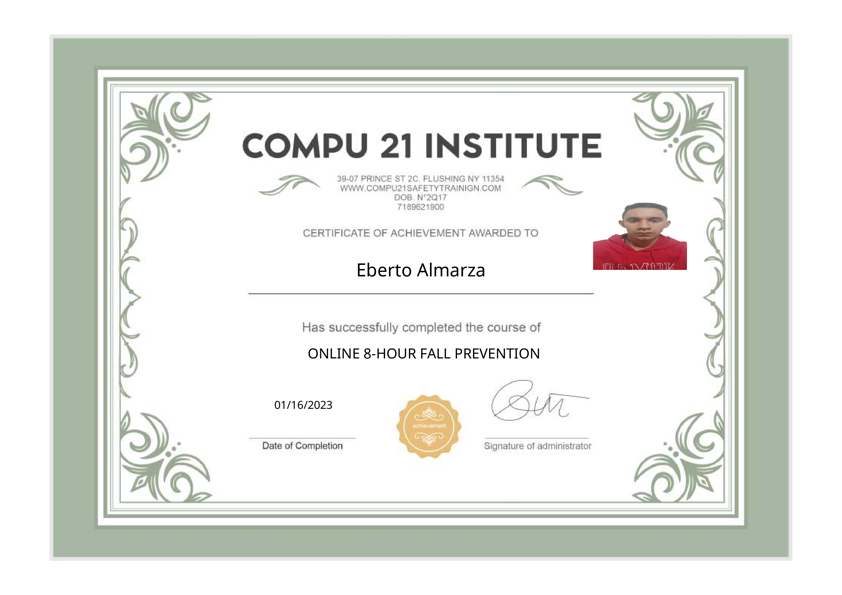 COMPU 21 INSTITUTE
39-07 PRINCE ST 2C. FLUSHING NY 11354
WWW.COMPU21SAFETYTRAINIGN.COM
DOB. N°2Q17
7189621900
CERTIFICATE OF ACHIEVEMENT AWARDED TO
Eberto Almarza
Has successfully completed the course of
ONLINE 8-HOUR FALL PREVENTION
01/16/2023
achievement
Date of Completion
Signature of administrator